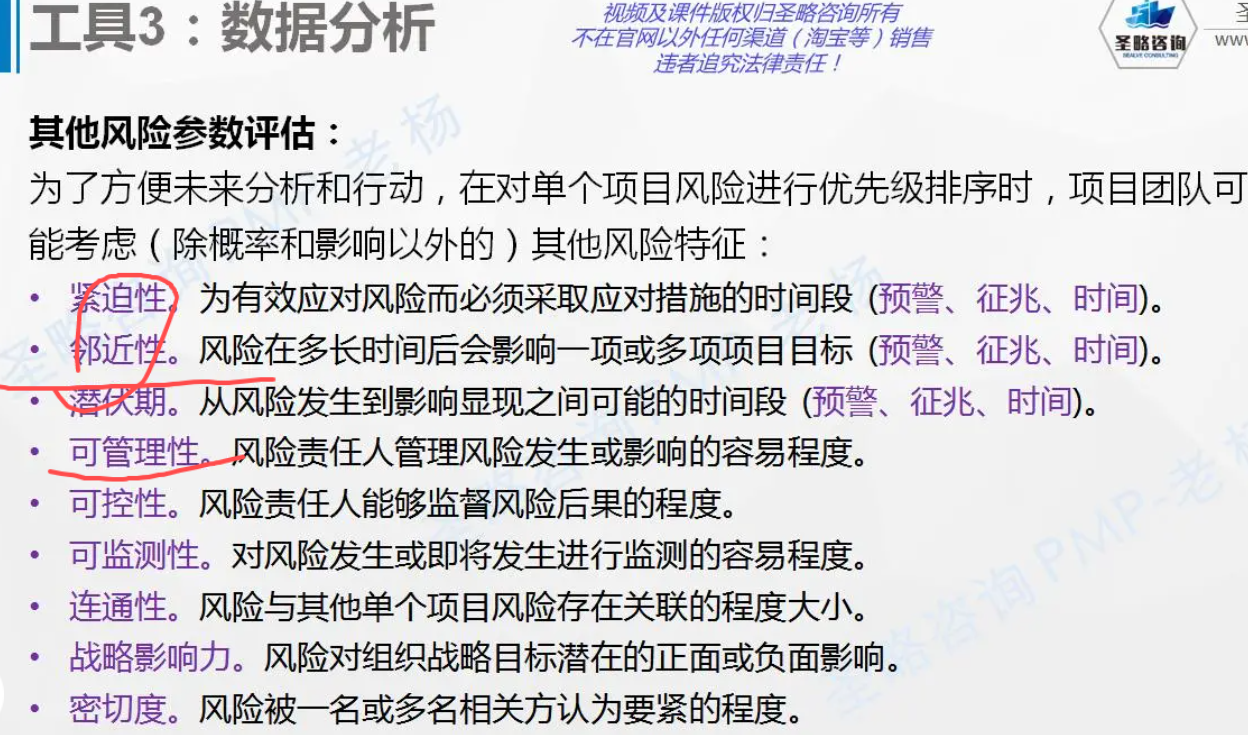 工具3：数据分析
视频及课件版权归圣略咨询所有
不在官网以外任何渠道（淘宝等）销售
违者追究法律责任！
圣略咨询
其他风险参数评估：
为了方便未来分析和行动，在对单个项目风险进行优先级排序时，项目团队可
能考虑（除概率和影响以外的）其他风险特征：
• 紧迫性。为有效应对风险而必须采取应对措施的时间段 (预警、征兆、时间)。
• 邻近性。风险在多长时间后会影响一项或多项项目目标 (预警、征兆、时间)。
• 潜伏期。从风险发生到影响显现之间可能的时间段 (预警、征兆、时间)。
• 可管理性。风险责任人管理风险发生或影响的容易程度。
• 可控性。风险责任人能够监督风险后果的程度。
• 可监测性。对风险发生或即将发生进行监测的容易程度。
• 连通性。风险与其他单个项目风险存在关联的程度大小。
• 战略影响力。风险对组织战略目标潜在的正面或负面影响。
• 密切度。风险被一名或多名相关方认为要紧的程度。
圣略咨询 PMP-老杨